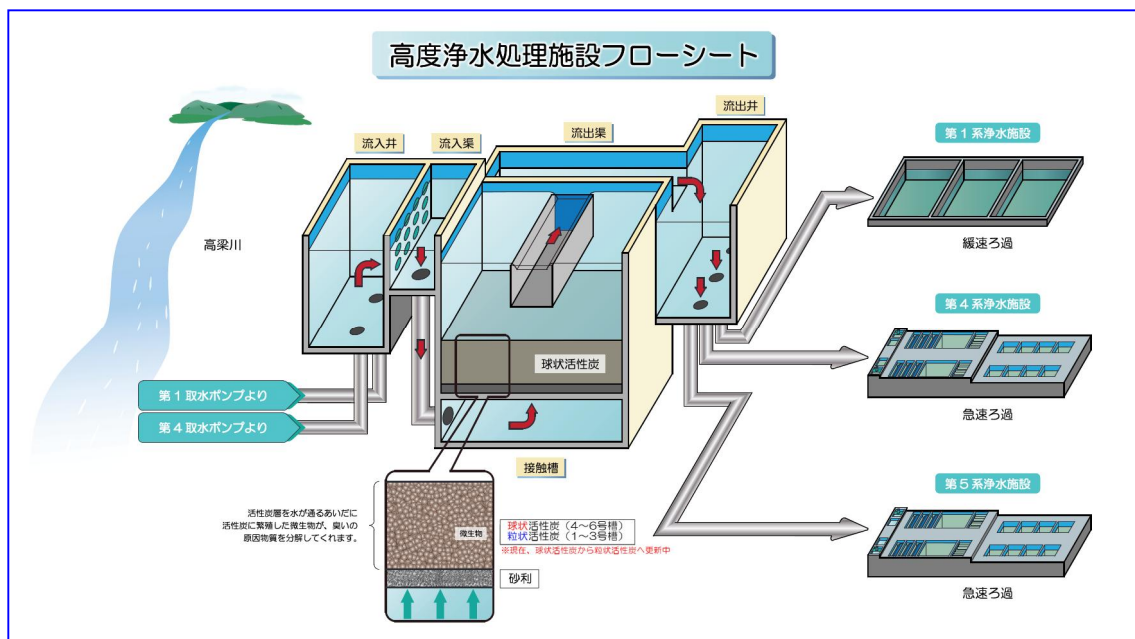 高度浄水処理施設フローシート
流出井
流入井
流入渠
流出渠
第1系浄水施設
高梁川
緩速ろ過
第4系浄水施設
球状活性炭
第1取水ポンプより
第4取水ポンプより
急速ろ過
接触槽
第5系浄水施設
活性炭層を水が通るあいだに
活性炭に繁殖した微生物が、臭いの
原因物質を分解してくれます。
微生物
球状活性炭(4~6号槽)
粒状活性炭(1~3号槽)
※現在、球状活性炭から粒状活性炭へ更新中
砂利
急速ろ過